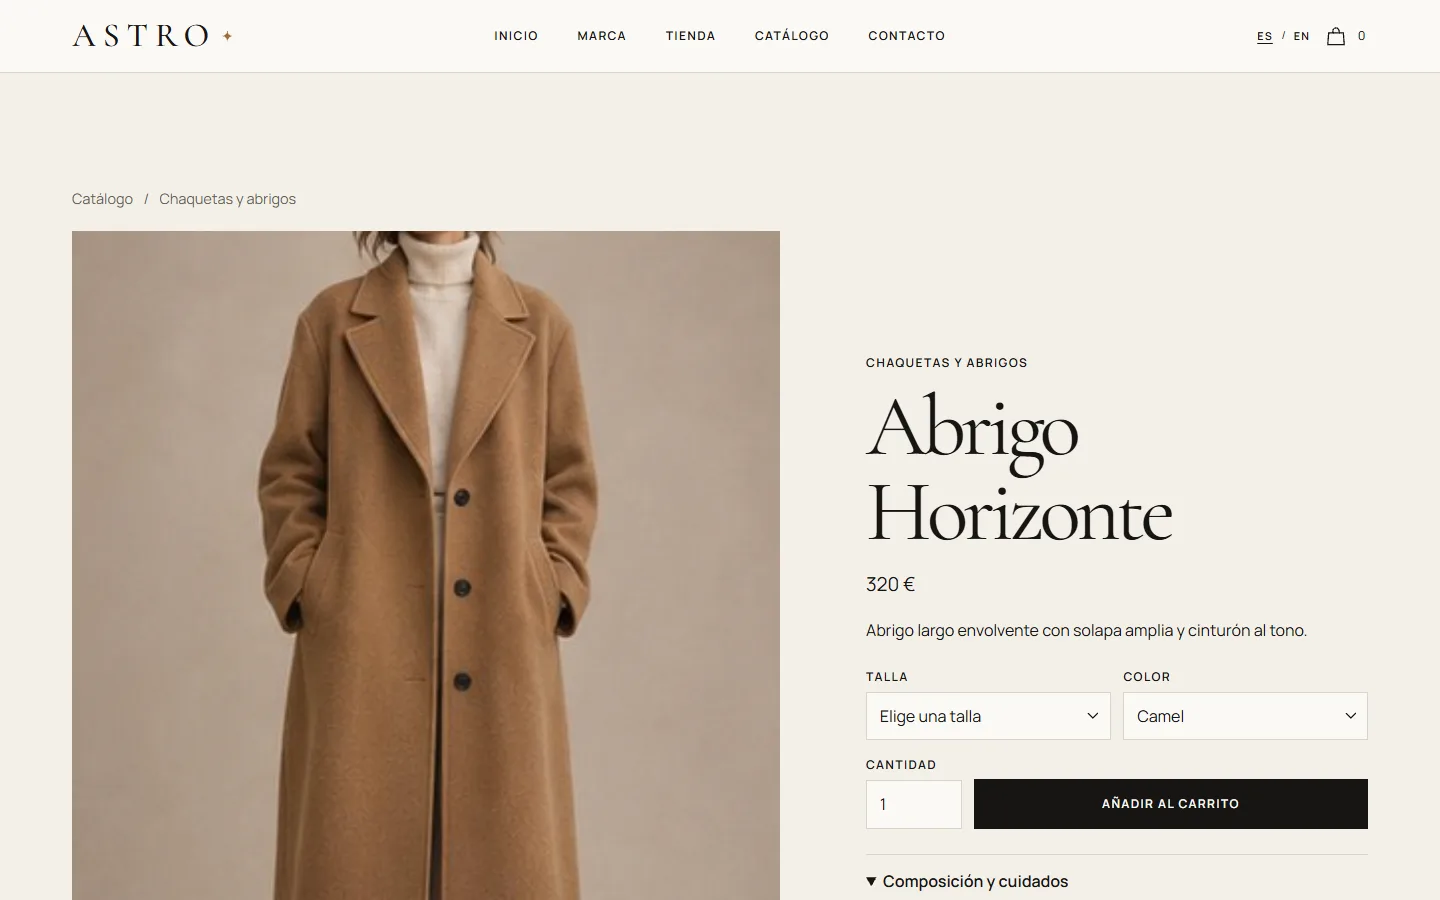 ASTRO
INICIO MARCA TIENDA CATÁLOGO CONTACTO
ES / EN 0
Catálogo / Chaquetas y abrigos
CHAQUETAS Y ABRIGOS
Abrigo
Horizonte
320 €
Abrigo largo envolvente con solapa amplia y cinturón al tono.
TALLA COLOR
Elige una talla Camel
CANTIDAD
1 AÑADIR AL CARRITO
Composición y cuidados